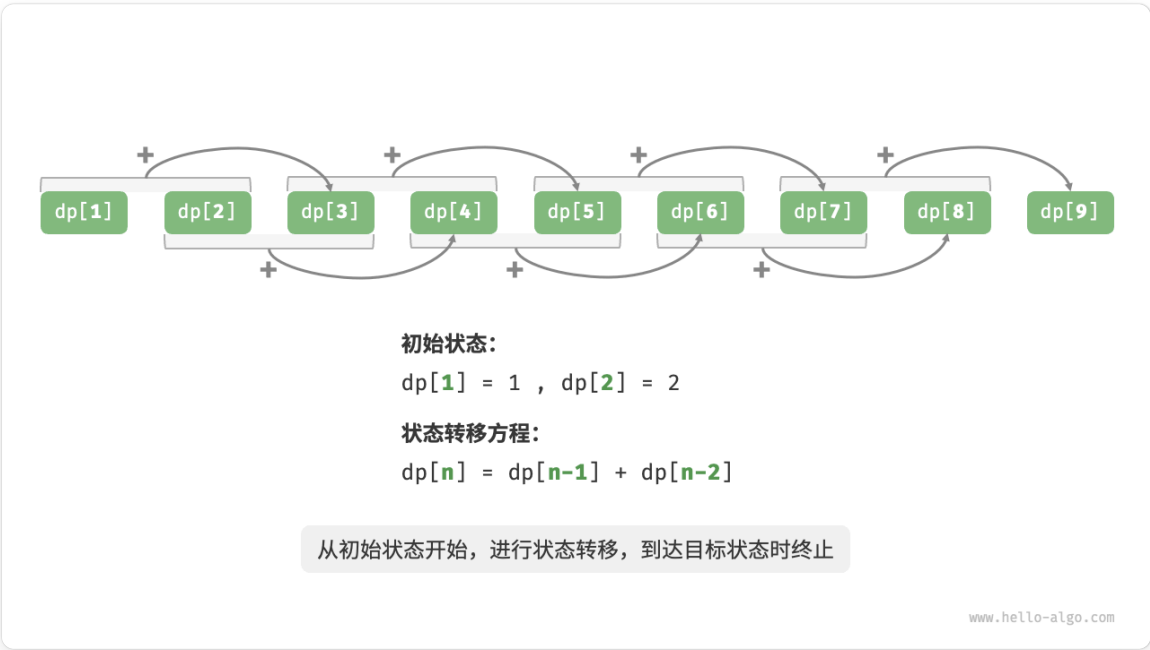 + + + +
dp[1] dp[2] dp[3] dp[4] dp[5] dp[6] dp[7] dp[8] dp[9]
+ + +
初始状态：
dp[1] = 1 , dp[2] = 2
状态转移方程：
dp[n] = dp[n-1] + dp[n-2]
从初始状态开始，进行状态转移，到达目标状态时终止
www.hello-algo.com